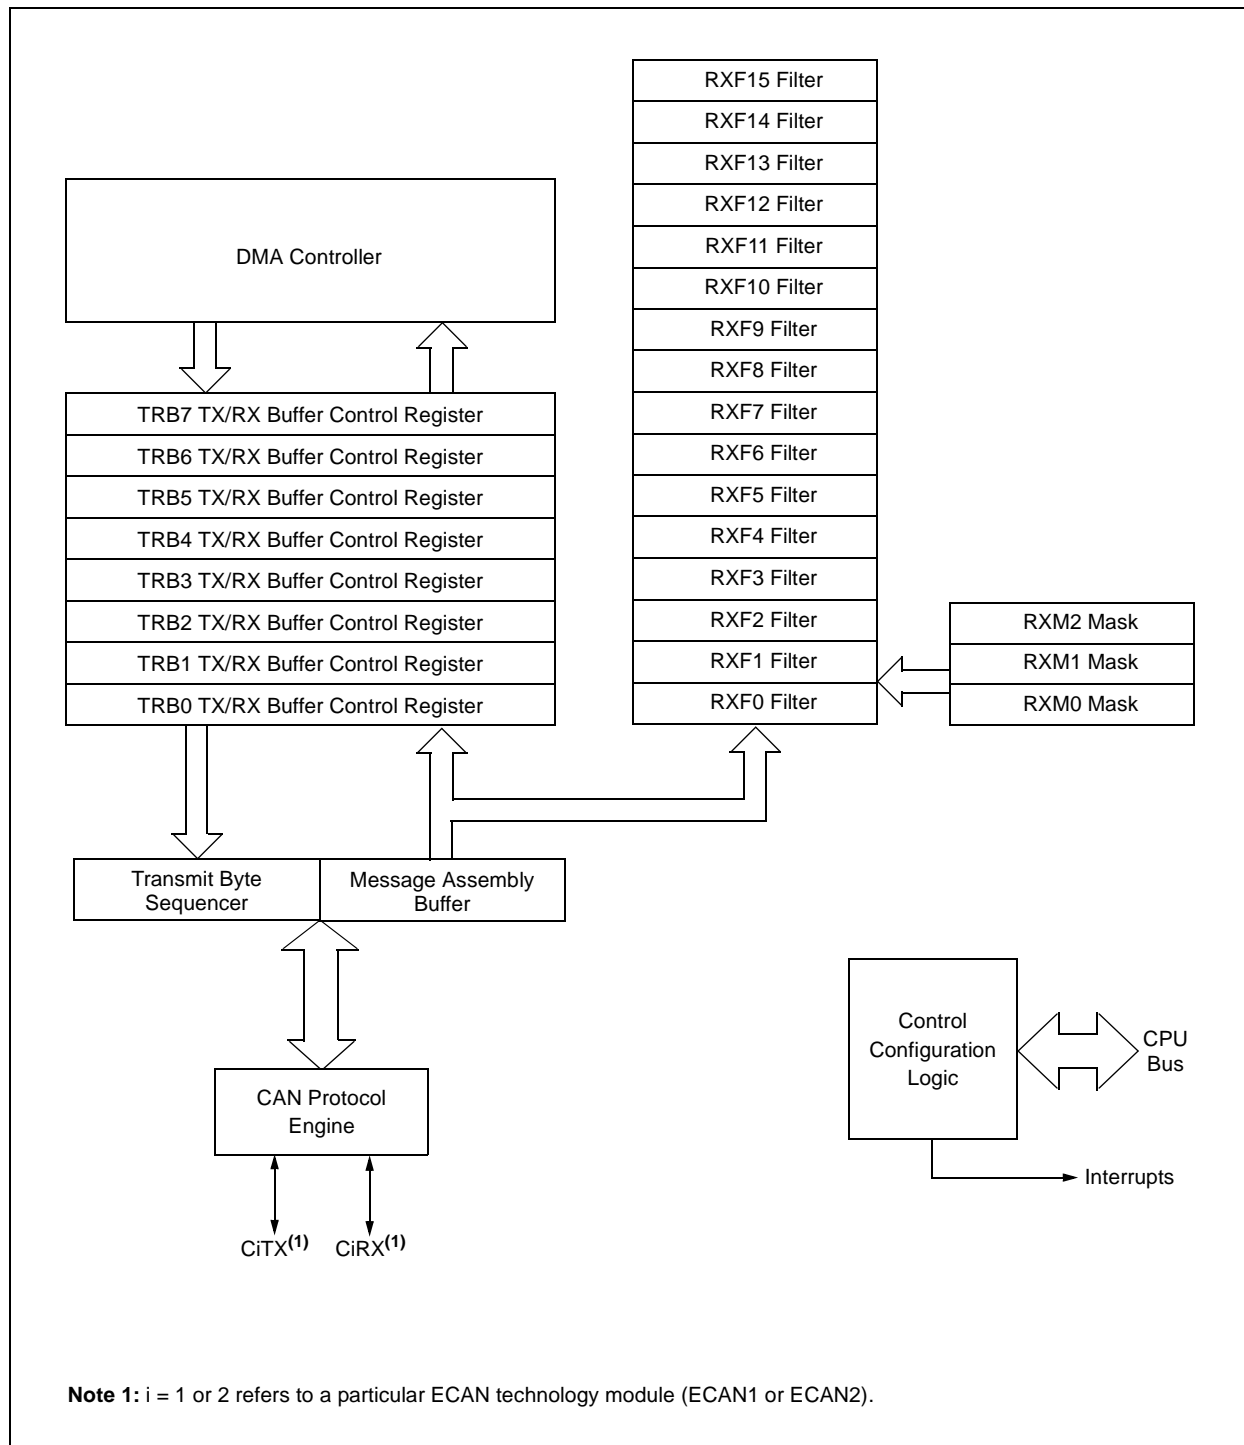 RXF15 Filter
RXF14 Filter
RXF13 Filter
RXF12 Filter
RXF11 Filter
RXF10 Filter
RXF9 Filter
RXF8 Filter
RXF7 Filter
RXF6 Filter
RXF5 Filter
RXF4 Filter
RXF3 Filter
RXF2 Filter
RXF1 Filter
RXF0 Filter
DMA Controller
TRB7 TX/RX Buffer Control Register
TRB6 TX/RX Buffer Control Register
TRB5 TX/RX Buffer Control Register
TRB4 TX/RX Buffer Control Register
TRB3 TX/RX Buffer Control Register
TRB2 TX/RX Buffer Control Register
TRB1 TX/RX Buffer Control Register
TRB0 TX/RX Buffer Control Register
RXM2 Mask
RXM1 Mask
RXM0 Mask
Transmit Byte
Sequencer
Message Assembly
Buffer
Control
Configuration
Logic
CPU
Bus
CAN Protocol
Engine
Interrupts
CiTX(1)
CiRX(1)
Note 1: i = 1 or 2 refers to a particular ECAN technology module (ECAN1 or ECAN2).